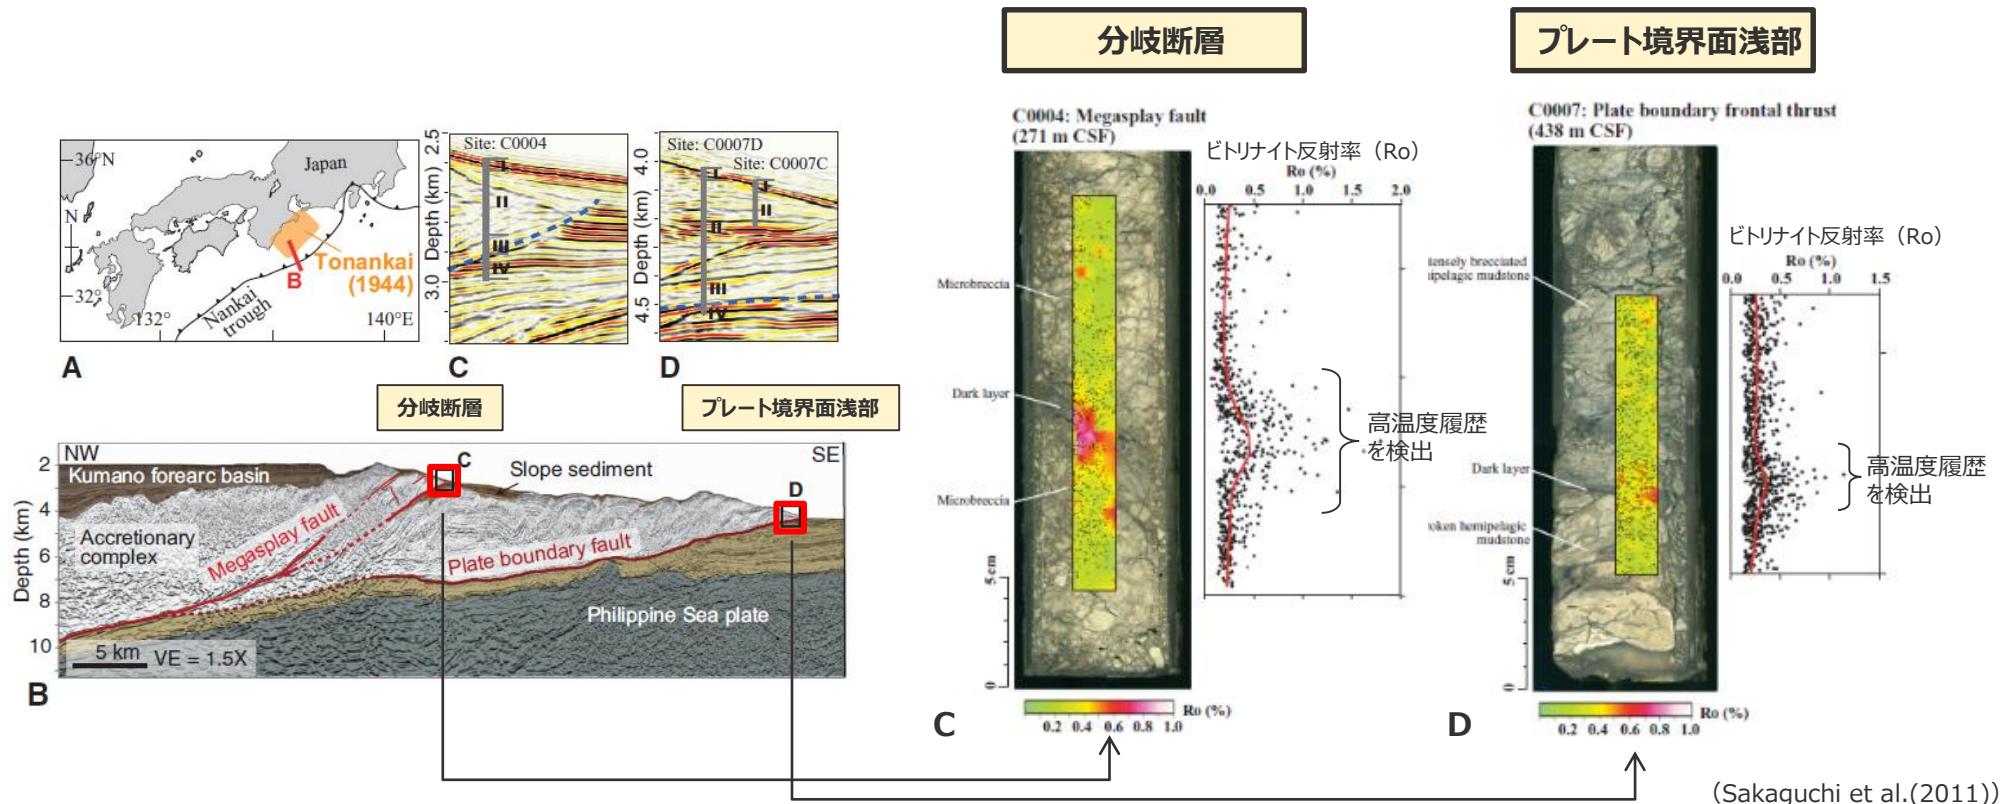 分岐断層
プレート境界面浅部
36°N
Japan
N
Tonankai
(1944)
B
32°
Nankai
trough
132°
140°E
A
Site: C0004
2.5
Depth (km)
3.0
I
II
III
IV
C
Site: C0007D
Site: C0007C
4.0
Depth (km)
4.5
I
I
II
II
III
IV
D
分岐断層
プレート境界面浅部
NW
SE
Kumano forearc basin
C
Slope sediment
D
Accretionary
complex
Megasplay fault
Plate boundary fault
Philippine Sea plate
Depth (km)
2
4
6
8
10
5 km
VE = 1.5X
B
C0004: Megasplay fault
(271 m CSF)
ビトリナイト反射率（Ro）
Ro (%)
0.0 0.5 1.0 1.5 2.0
Microbreccia
Dark layer
Microbreccia
高温度履歴
を検出
5 cm
0
Ro (%)
0.2 0.4 0.6 0.8 1.0
C
C0007: Plate boundary frontal thrust
(438 m CSF)
ビトリナイト反射率（Ro）
Ro (%)
0.0 0.5 1.0 1.5
tensely brecciated
ipelagic mudstone
Dark layer
oken hemipelagic
mudstone
高温度履歴
を検出
5 cm
0
Ro (%)
0.2 0.4 0.6 0.8 1.0
D
（Sakaguchi et al.(2011)）